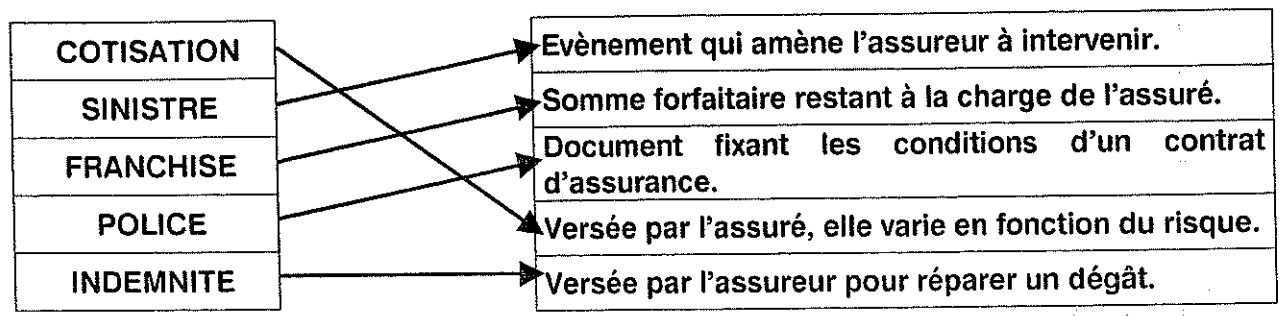 COTISATION
SINISTRE
FRANCHISE
POLICE
INDEMNITE
Evènement qui amène l'assureur à intervenir.
Somme forfaitaire restant à la charge de l'assuré.
Document fixant les conditions d'un contrat
d'assurance.
Versée par l'assuré, elle varie en fonction du risque.
Versée par l'assureur pour réparer un dégât.